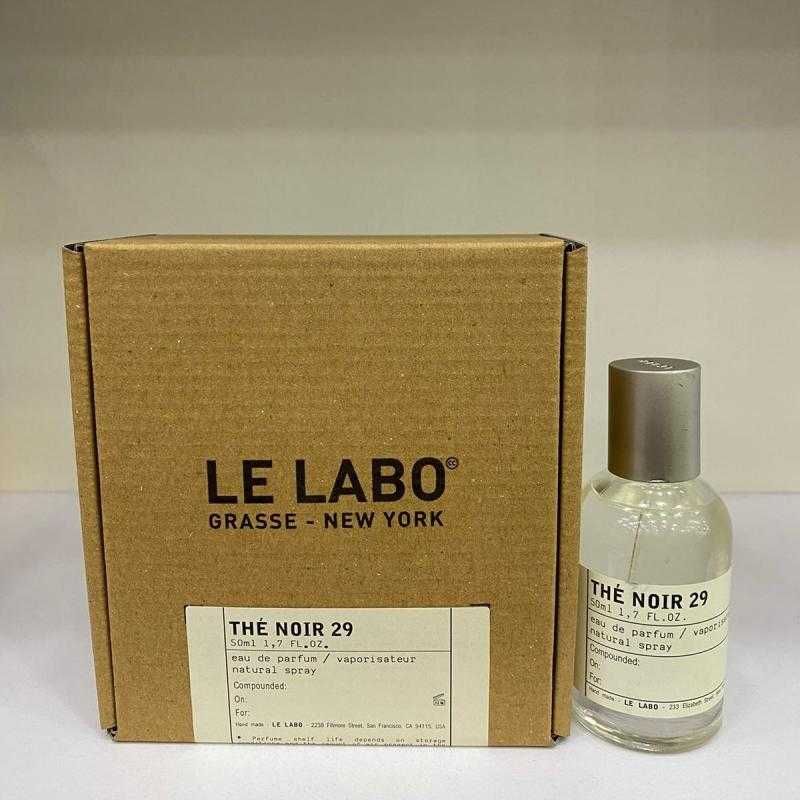 LE LABO
GRASSE - NEW YORK
THÉ NOIR 29
50ml 1,7 FL.OZ.
eau de parfum / vaporisateur
natural spray
Compounded:
On:
For:
Hand made - LE LABO - 2238 Fillmore Street, San Francisco, CA 94115, USA
* Perfume shelf life depends on storage
THÉ NOIR 29
50ml 1,7 FL.OZ.
eau de parfum / vaporis
natural spray
Compounded:
On:
For:
Hand made - LE LABO - 233 Elizabeth Street